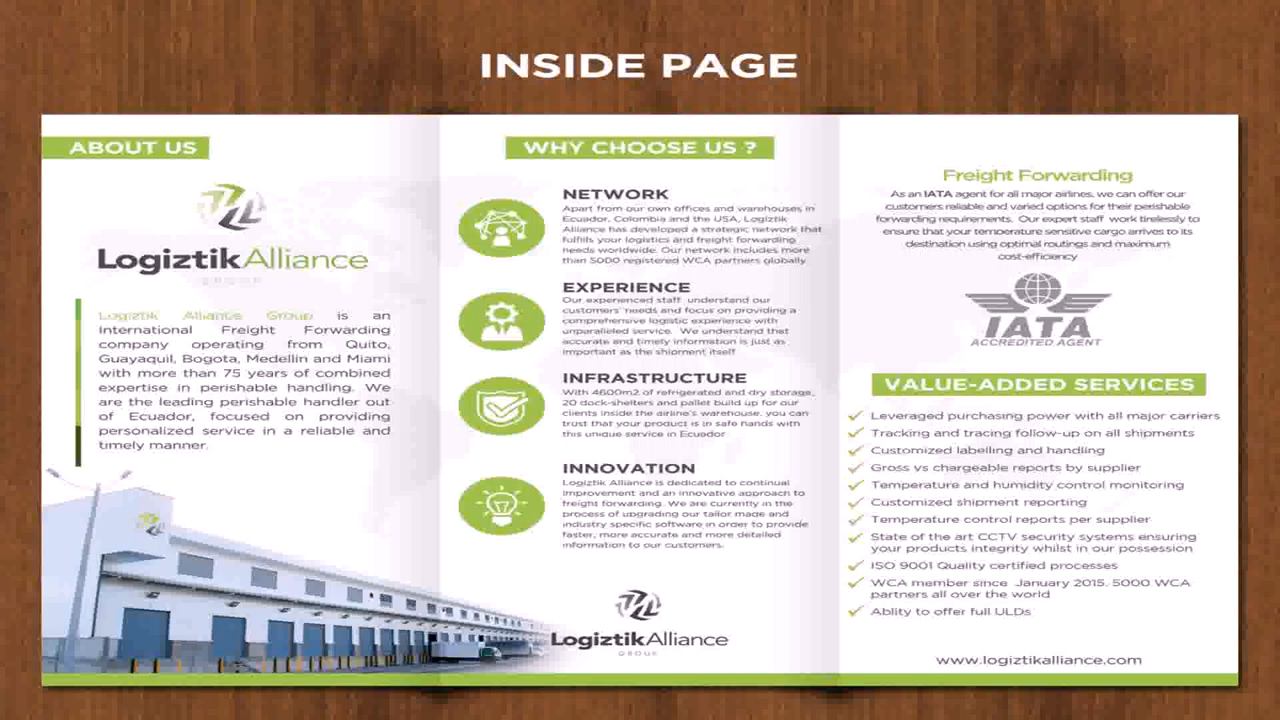 INSIDE PAGE
ABOUT US
LogiztikAlliance
GROUP
Logiztik Alliance Group is an
International Freight Forwarding
company operating from Quito,
Guayaquil, Bogota, Medellin and Miami
with more than 75 years of combined
expertise in perishable handling. We
are the leading perishable handler out
of Ecuador, focused on providing
personalized service in a reliable and
timely manner.
WHY CHOOSE US ?
NETWORK
Apart from our own offices and warehouses in
Ecuador, Colombia and the USA, Logiztik
Alliance has developed a strategic network that
fulfills your logistics and freight forwarding
needs worldwide. Our network includes more
than 5000 registered WCA partners globally
EXPERIENCE
Our experienced staff understand our
customers' needs and focus on providing a
comprehensive logistic experience with
unparalleled service. We understand that
accurate and timely information is just as
important as the shipment itself
INFRASTRUCTURE
With 4600m2 of refrigerated and dry storage,
20 dock-shelters and pallet build up for our
clients inside the airline's warehouse, you can
trust that your product is in safe hands with
this unique service in Ecuador
INNOVATION
Logiztik Alliance is dedicated to continual
improvement and an innovative approach to
freight forwarding. We are currently in the
process of upgrading our tailor made and
industry specific software in order to provide
faster, more accurate and more detailed
information to our customers.
LogiztikAlliance
GROUP
Freight Forwarding
As an IATA agent for all major airlines, we can offer our
customers reliable and varied options for their perishable
forwarding requirements. Our expert staff work tirelessly to
ensure that your temperature sensitive cargo arrives to its
destination using optimal routings and maximum
cost-efficiency
IATA
ACCREDITED AGENT
VALUE-ADDED SERVICES
Leveraged purchasing power with all major carriers
Tracking and tracing follow-up on all shipments
Customized labelling and handling
Gross vs chargeable reports by supplier
Temperature and humidity control monitoring
Customized shipment reporting
Temperature control reports per supplier
State of the art CCTV security systems ensuring
your products integrity whilst in our possession
ISO 9001 Quality certified processes
WCA member since January 2015. 5000 WCA
partners all over the world
Ablity to offer full ULDs
www.logiztikalliance.com